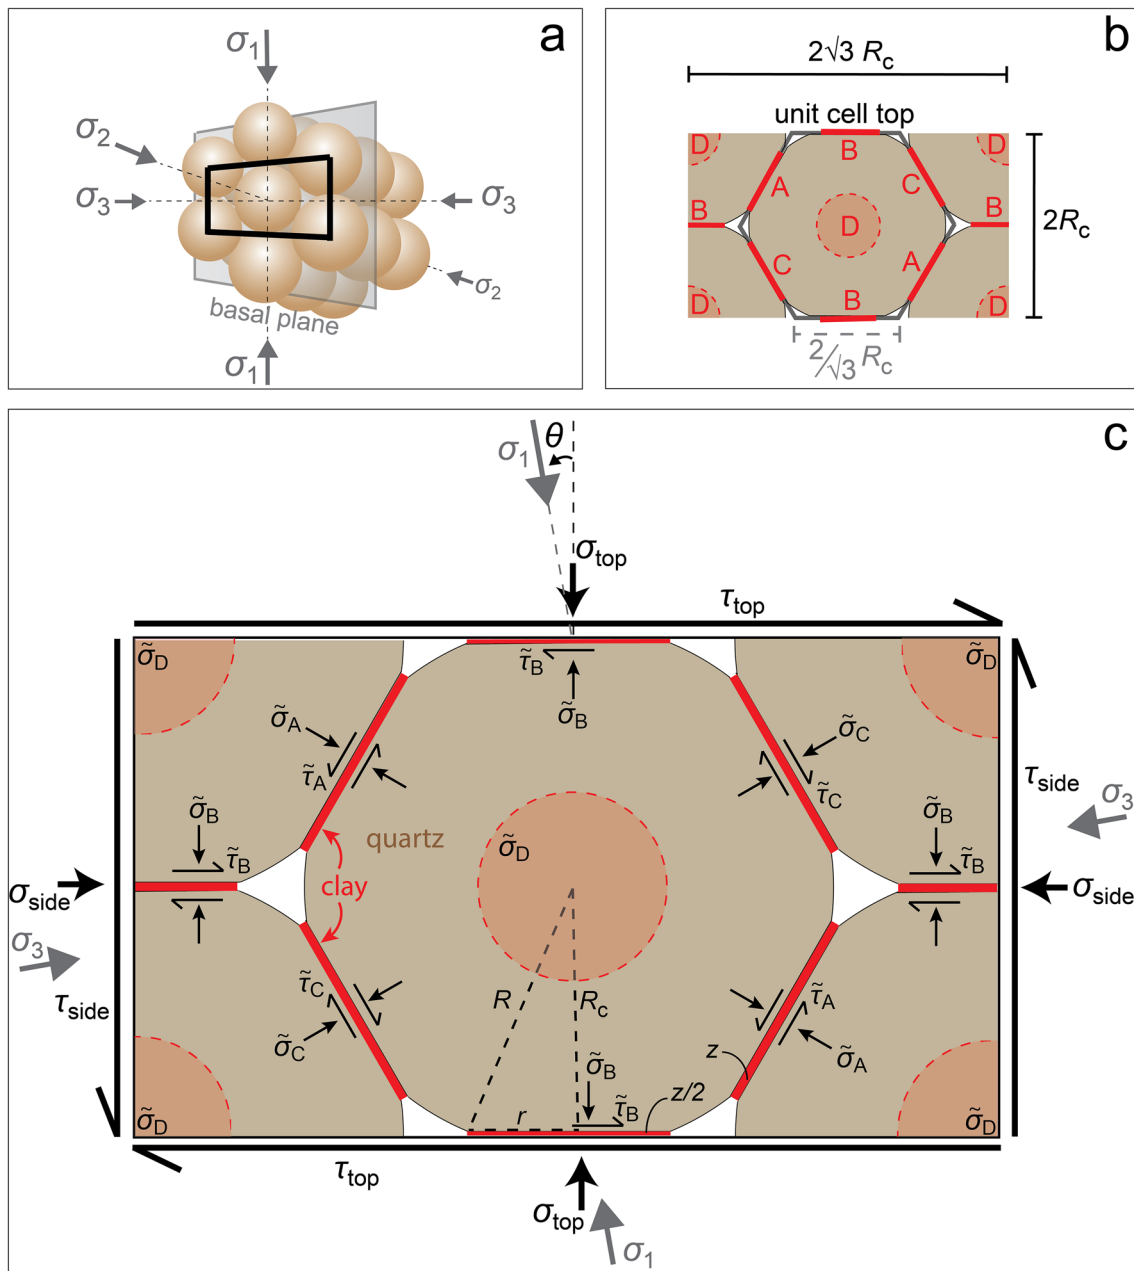 a
σ1
σ2
σ3
σ3
σ2
basal plane
σ1
b
2√3 Rc
unit cell top
D
B
D
A
C
B
D
B
2Rc
C
A
D
B
D
2/√3 Rc
c
σ1
θ
σtop
τtop
σ̃D
τ̃B
σ̃D
σ̃B
σ̃A
σ̃C
τ̃A
τ̃C
τside
σ3
σ̃B
quartz
σ̃D
σ̃B
τ̃B
τ̃B
σside
clay
σside
σ3
τ̃C
R
Rc
τ̃A
τside
σ̃C
z
σ̃B
σ̃A
r
τ̃B
z/2
σ̃D
σ̃D
τtop
σtop
σ1